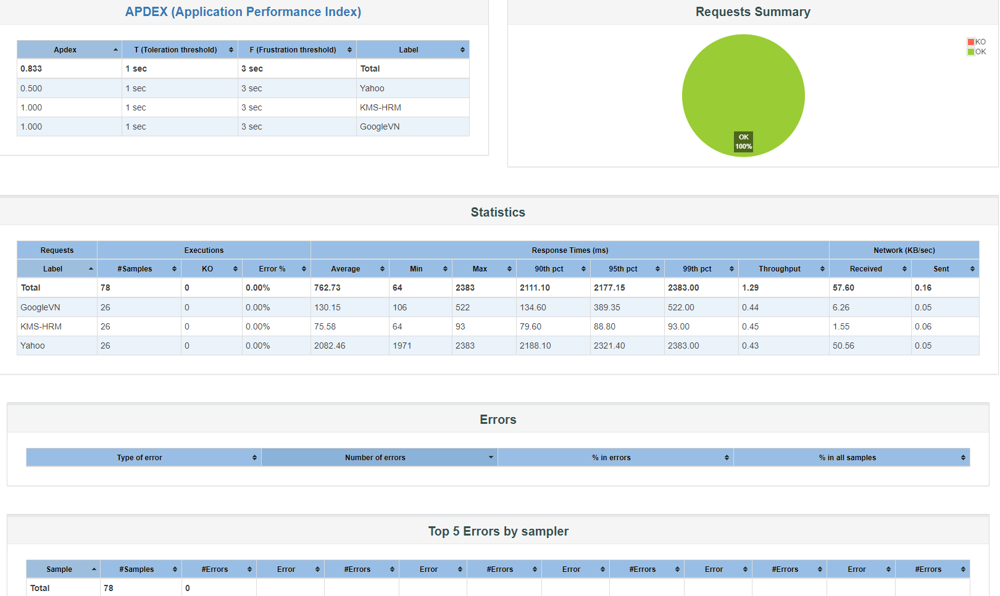 APDEX (Application Performance Index)
Apdex T (Toleration threshold) F (Frustration threshold) Label
0.833 1 sec 3 sec Total
0.500 1 sec 3 sec Yahoo
1.000 1 sec 3 sec KMS-HRM
1.000 1 sec 3 sec GoogleVN
Requests Summary
KO
OK
OK
100%
Statistics
Requests Executions Response Times (ms) Network (KB/sec)
Label #Samples KO Error % Average Min Max 90th pct 95th pct 99th pct Throughput Received Sent
Total 78 0 0.00% 762.73 64 2383 2111.10 2177.15 2383.00 1.29 57.60 0.16
GoogleVN 26 0 0.00% 130.15 106 522 134.60 389.35 522.00 0.44 6.26 0.05
KMS-HRM 26 0 0.00% 75.58 64 93 79.60 88.80 93.00 0.45 1.55 0.06
Yahoo 26 0 0.00% 2082.46 1971 2383 2188.10 2321.40 2383.00 0.43 50.56 0.05
Errors
Type of error Number of errors % in errors % in all samples
Top 5 Errors by sampler
Sample #Samples #Errors Error #Errors Error #Errors Error #Errors Error #Errors Error #Errors
Total 78 0